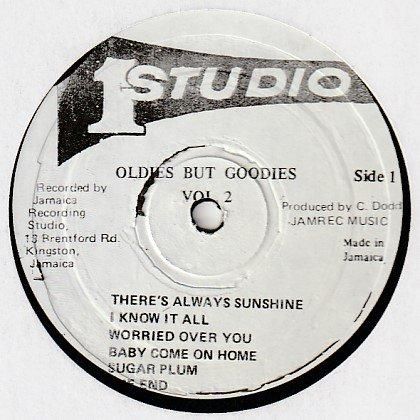 1 STUDIO
OLDIES BUT GOODIES
VOL 2
Side 1
Recorded by
Jamaica
Recording
Studio,
13 Brentford Rd.
Kingston,
Jamaica
Produced by C. Dodd
JAMREC MUSIC
Made in
Jamaica
THERE'S ALWAYS SUNSHINE
I KNOW IT ALL
WORRIED OVER YOU
BABY COME ON HOME
SUGAR PLUM
END